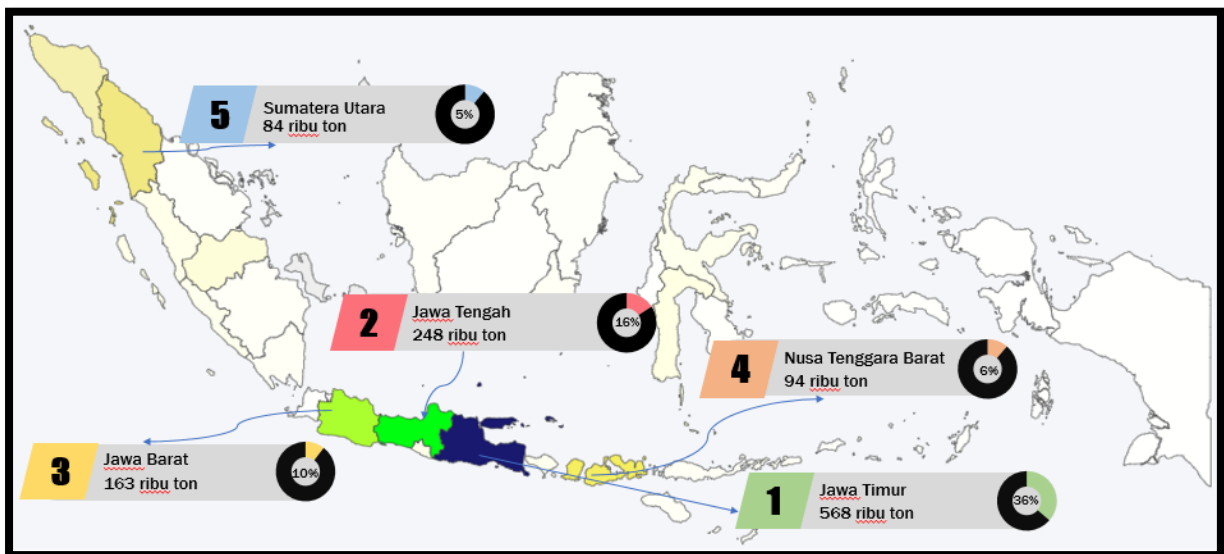 5
Sumatera Utara
84 ribu ton
5%
2
Jawa Tengah
248 ribu ton
16%
4
Nusa Tenggara Barat
94 ribu ton
6%
3
Jawa Barat
163 ribu ton
10%
1
Jawa Timur
568 ribu ton
36%